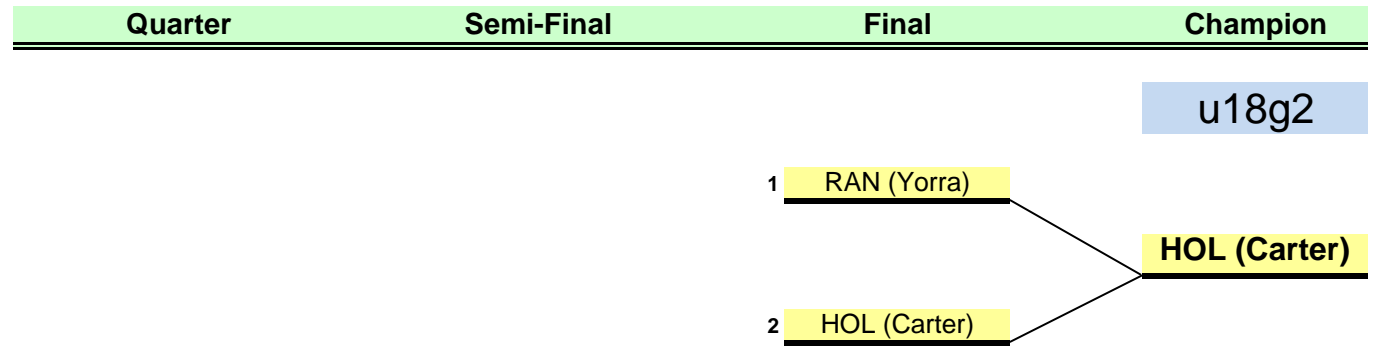 Quarter Semi-Final Final Champion
u18g2
1 RAN (Yorra)
HOL (Carter)
2 HOL (Carter)